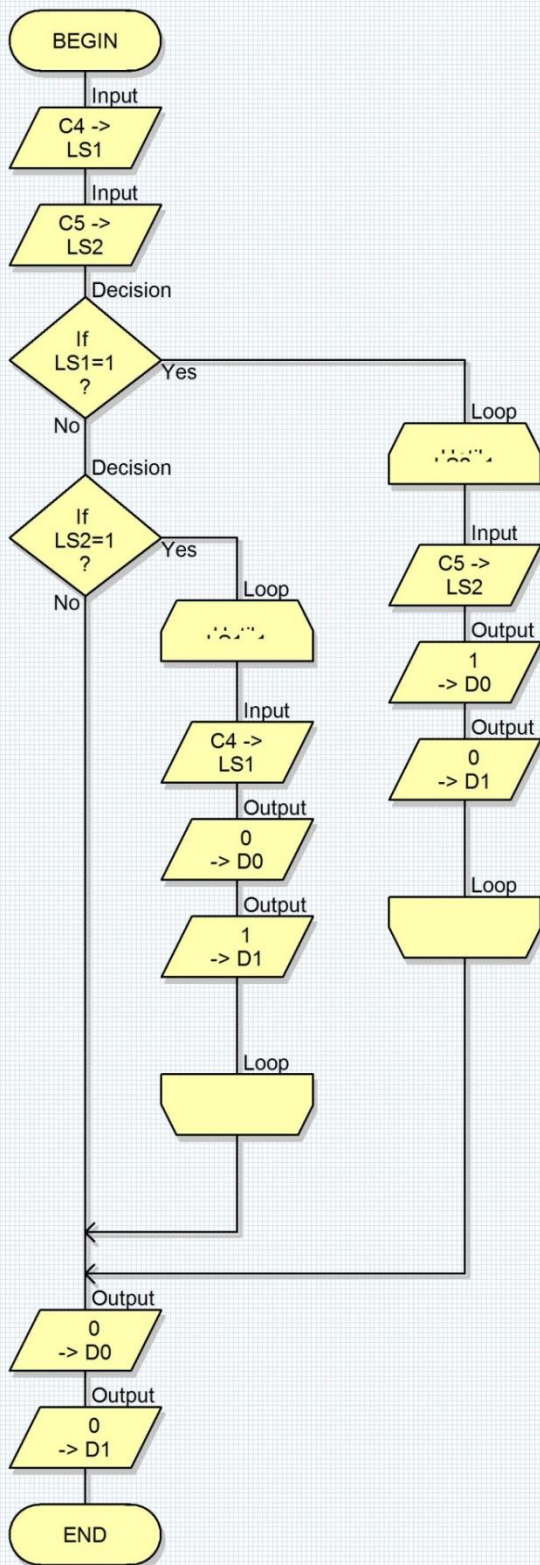 BEGIN
Input
C4 ->
LS1
Input
C5 ->
LS2
Decision
If
LS1=1
?
Yes
No
Decision
If
LS2=1
?
Yes
No
Loop
Input
C4 ->
LS1
Output
0
-> D0
Output
1
-> D1
Loop
Loop
Input
C5 ->
LS2
Output
1
-> D0
Output
0
-> D1
Loop
Output
0
-> D0
Output
0
-> D1
END